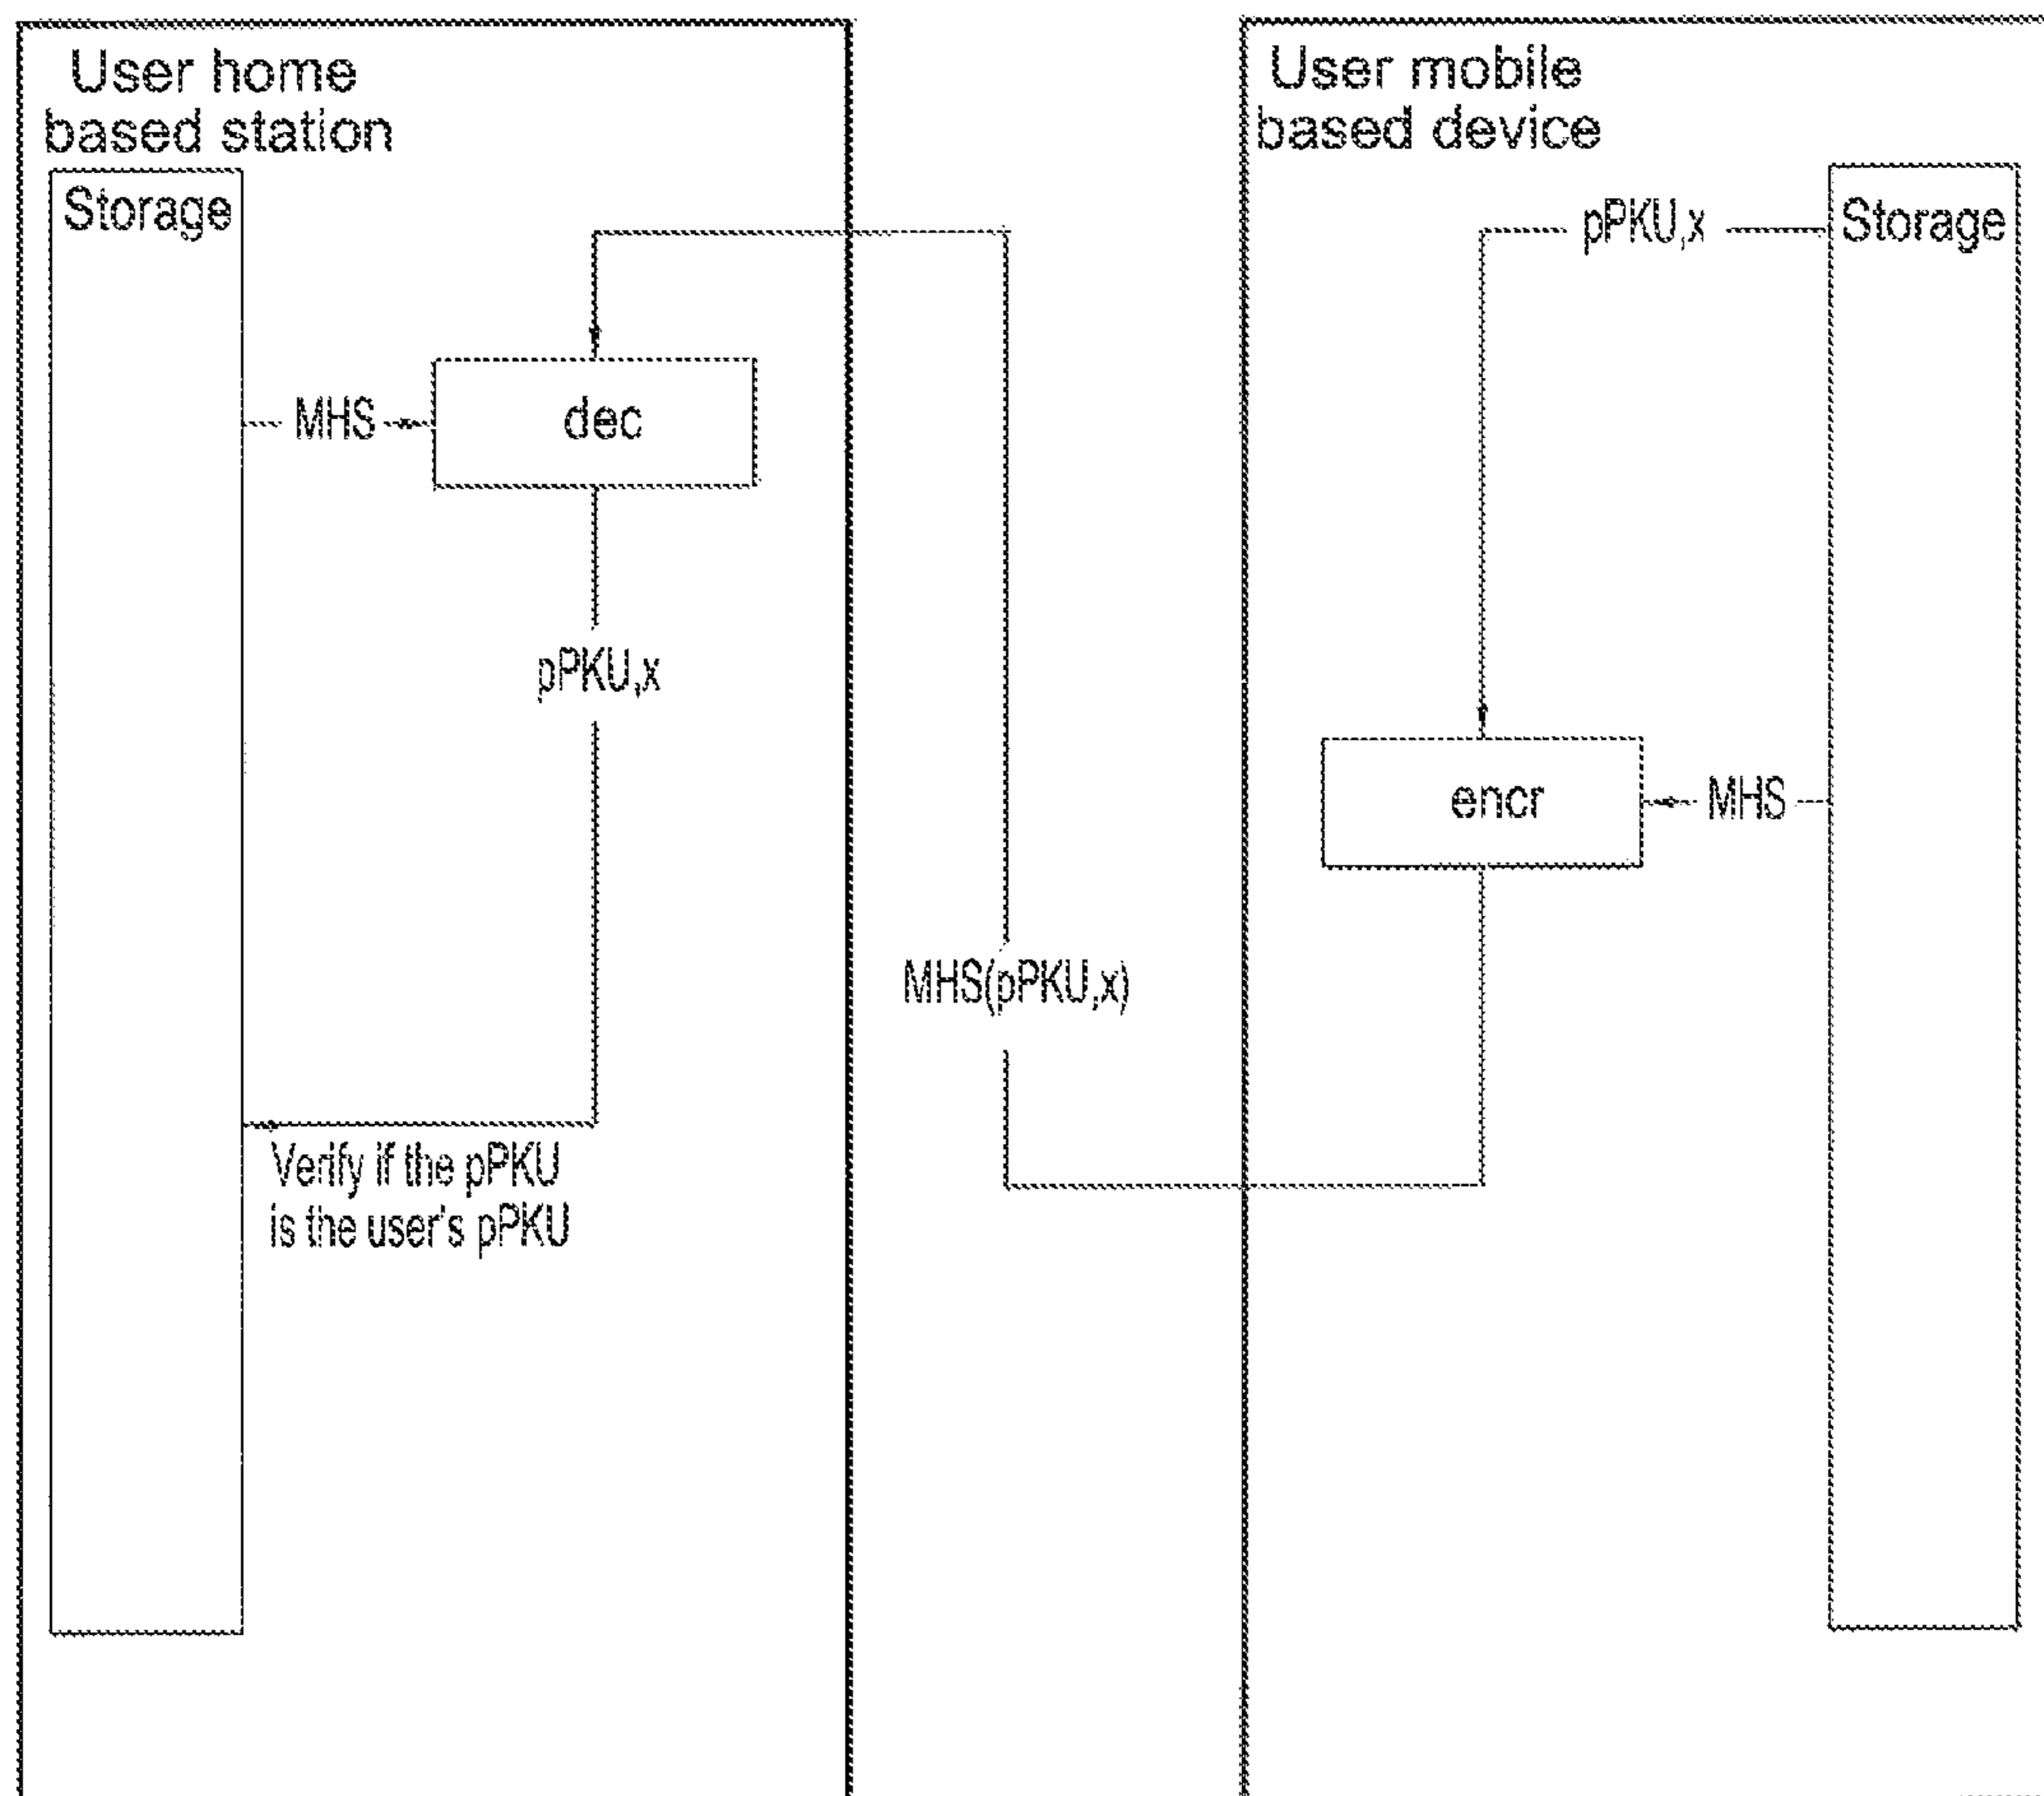 User home
based station
Storage
MHS
dec
pPKU,x
Verify if the pPKU
is the user's pPKU
MHS(pPKU,x)
User mobile
based device
pPKU,x
Storage
encr
MHS